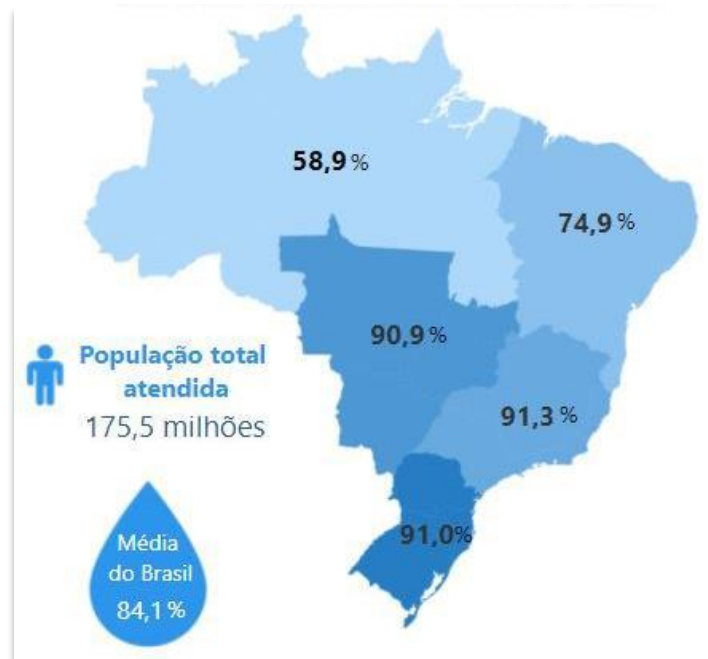 58,9 %
74,9 %
90,9 %
População total
atendida
175,5 milhões
91,3 %
91,0%
Média
do Brasil
84,1 %